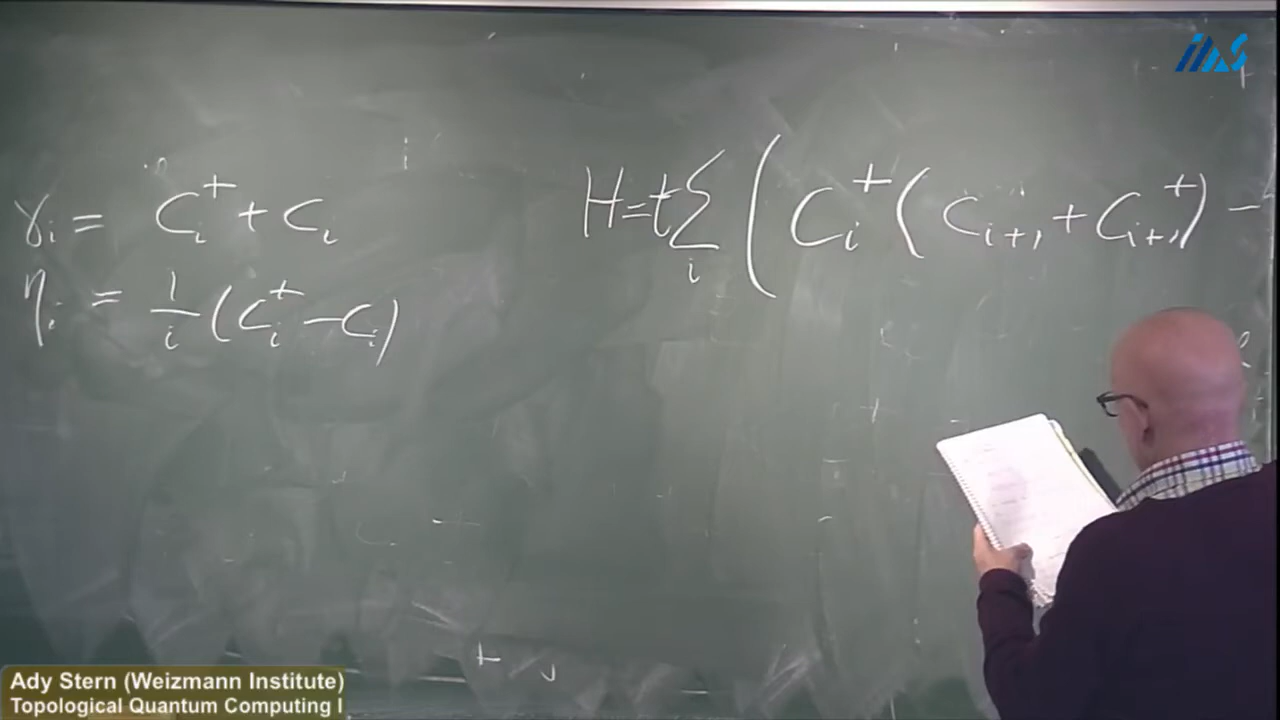 IIAS
γᵢ = Cᵢ⁺ + Cᵢ
ηᵢ = 1/i (Cᵢ⁺ - Cᵢ)
H = t Σᵢ ( Cᵢ⁺ ( Cᵢ₊₁ + Cᵢ₊₁⁺ ) -
Ady Stern (Weizmann Institute)
Topological Quantum Computing I